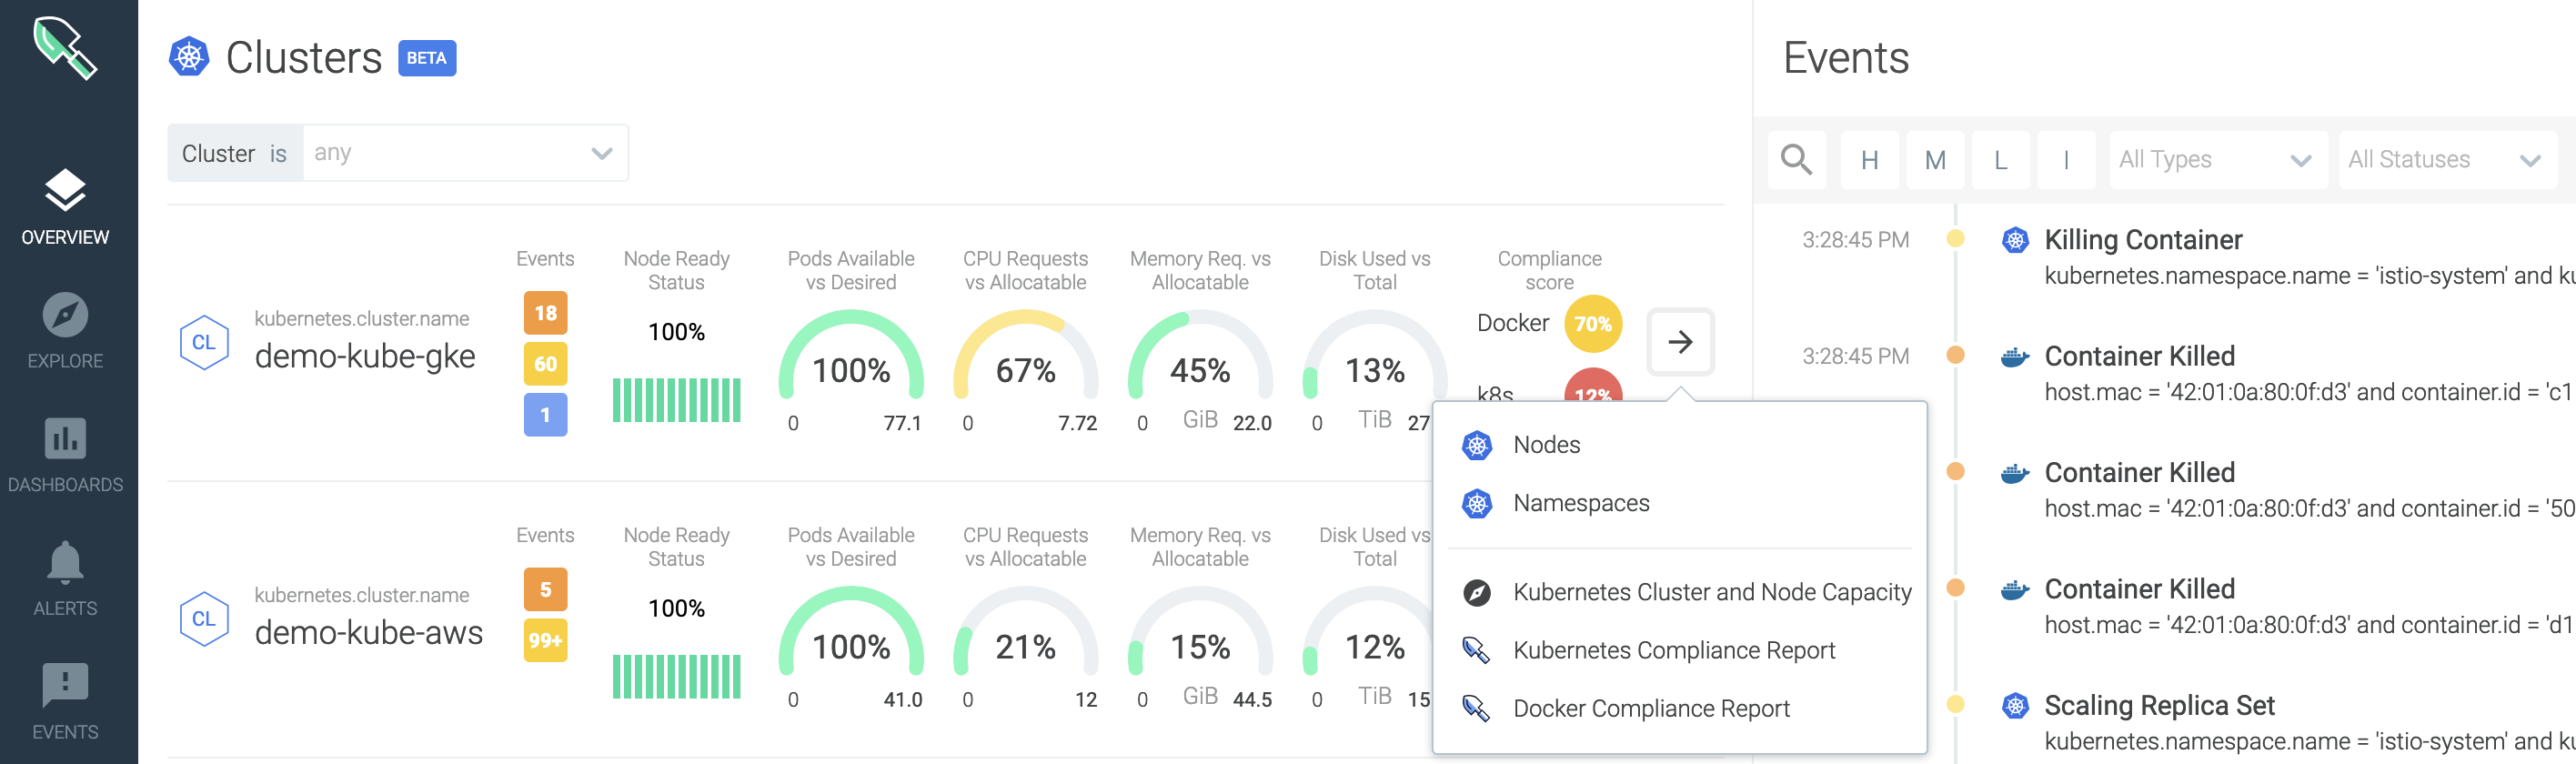 Clusters BETA
Cluster is any
OVERVIEW
EXPLORE
DASHBOARDS
ALERTS
EVENTS
CL
kubernetes.cluster.name
demo-kube-gke
Events
18
60
1
Node Ready
Status
100%
Pods Available
vs Desired
100%
0 77.1
CPU Requests
vs Allocatable
67%
0 7.72
Memory Req. vs
Allocatable
45%
0 GiB 22.0
Disk Used vs
Total
13%
0 TiB 27
Compliance
score
Docker 70%
k8s 12%
CL
kubernetes.cluster.name
demo-kube-aws
Events
5
99+
Node Ready
Status
100%
Pods Available
vs Desired
100%
0 41.0
CPU Requests
vs Allocatable
21%
0 12
Memory Req. vs
Allocatable
15%
0 GiB 44.5
Disk Used vs
Total
12%
0 TiB 15
Nodes
Namespaces
Kubernetes Cluster and Node Capacity
Kubernetes Compliance Report
Docker Compliance Report
Events
H M L I All Types All Statuses
3:28:45 PM Killing Container
kubernetes.namespace.name = 'istio-system' and ku
3:28:45 PM Container Killed
host.mac = '42:01:0a:80:0f:d3' and container.id = 'c1
Container Killed
host.mac = '42:01:0a:80:0f:d3' and container.id = '50
Container Killed
host.mac = '42:01:0a:80:0f:d3' and container.id = 'd1
Scaling Replica Set
kubernetes.namespace.name = 'istio-system' and ku